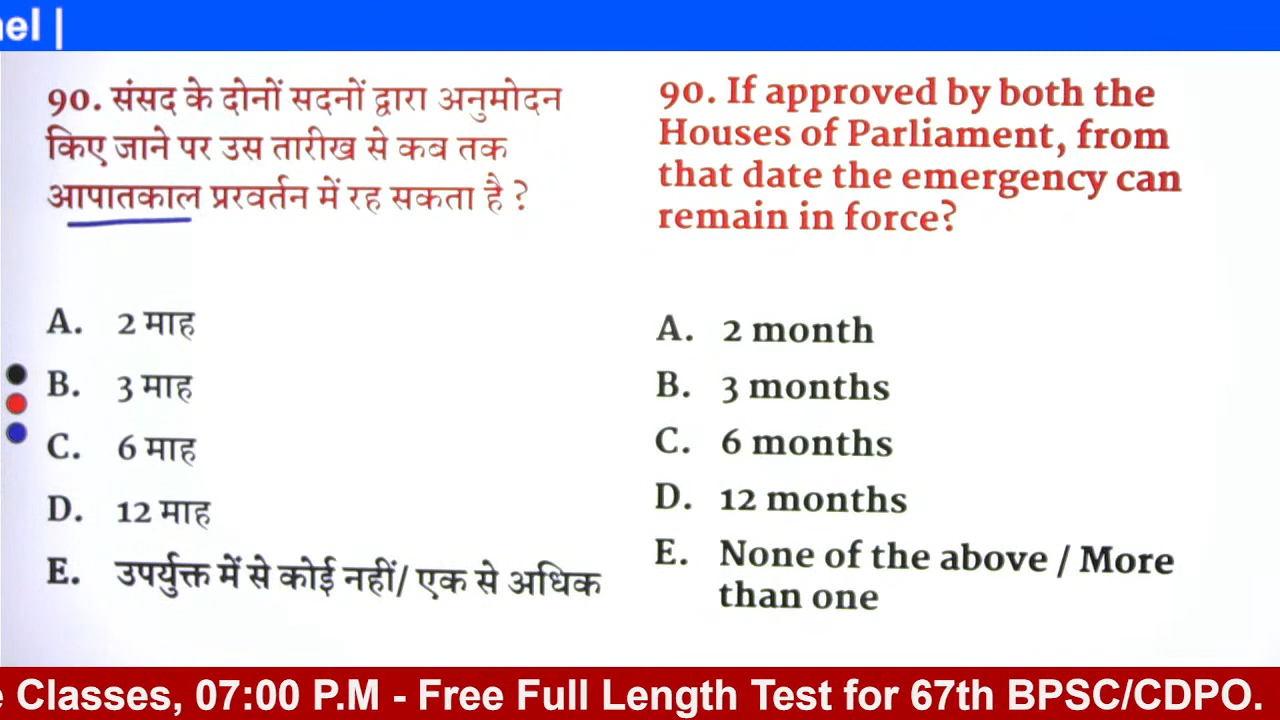 nel |
90. संसद के दोनों सदनों द्वारा अनुमोदन
किए जाने पर उस तारीख से कब तक
आपातकाल प्ररवर्तन में रह सकता है ?
A. 2 माह
B. 3 माह
C. 6 माह
D. 12 माह
E. उपर्युक्त में से कोई नहीं/ एक से अधिक
90. If approved by both the
Houses of Parliament, from
that date the emergency can
remain in force?
A. 2 month
B. 3 months
C. 6 months
D. 12 months
E. None of the above / More
than one
e Classes, 07:00 P.M - Free Full Length Test for 67th BPSC/CDPO.